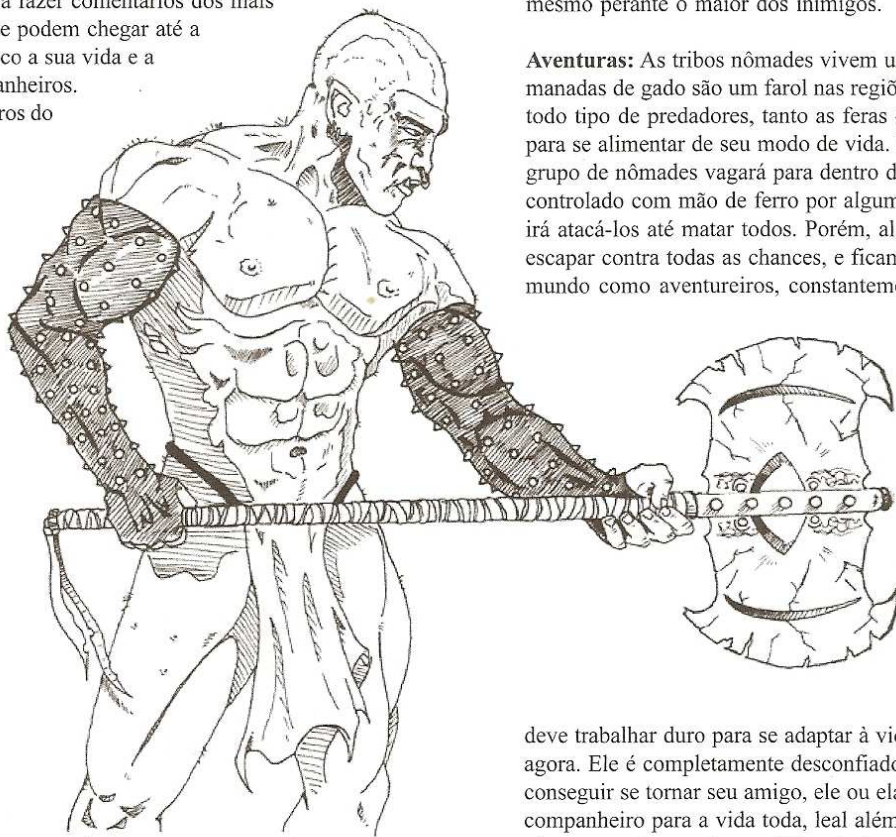 a fazer comentários dos mais
e podem chegar até a
co a sua vida e a
anheiros.
ros do
mesmo perante o maior dos inimigos.
Aventuras: As tribos nômades vivem u
manadas de gado são um farol nas regiõ
todo tipo de predadores, tanto as feras
para se alimentar de seu modo de vida.
grupo de nômades vagará para dentro d
controlado com mão de ferro por algum
irá atacá-los até matar todos. Porém, al
escapar contra todas as chances, e fican
mundo como aventureiros, constanteme
deve trabalhar duro para se adaptar à vi
agora. Ele é completamente desconfiado
conseguir se tornar seu amigo, ele ou ela
companheiro para a vida toda, leal além